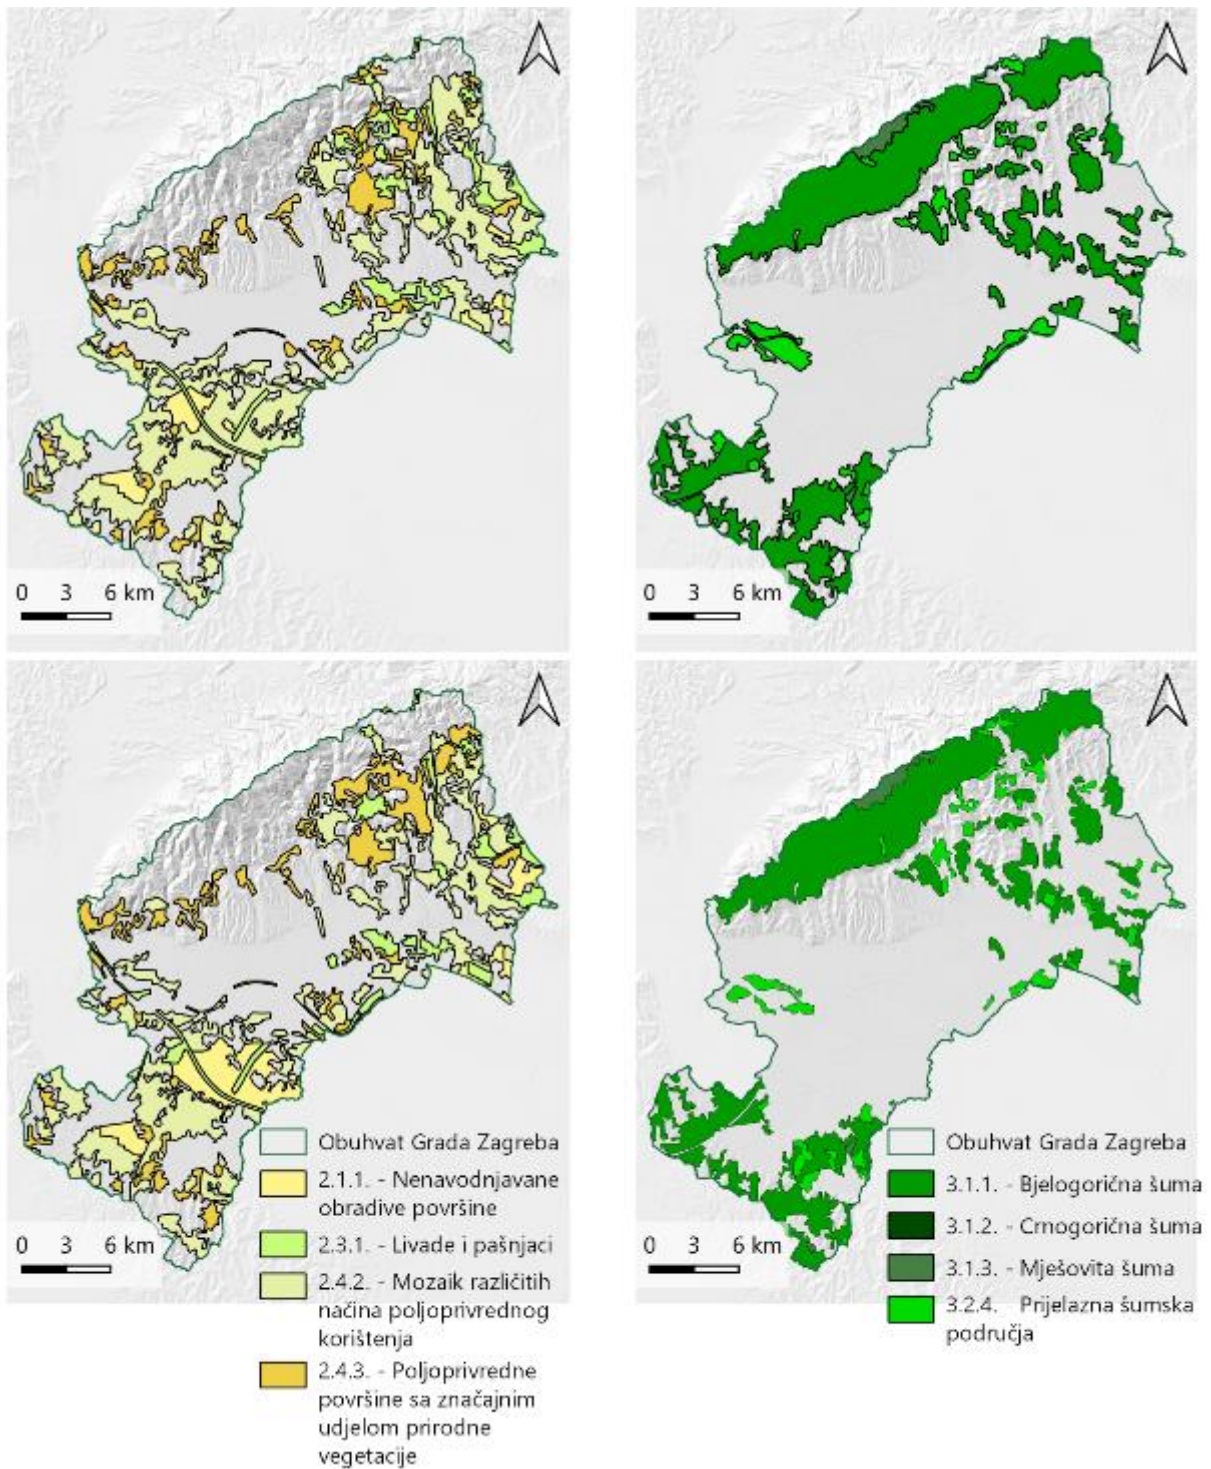 0 3 6 km
0 3 6 km
Obuhvat Grada Zagreba
2.1.1. - Nenavodnjavane
obradive površine
2.3.1. - Livade i pašnjaci
2.4.2. - Mozaik različitih
načina poljoprivrednog
korištenja
2.4.3. - Poljoprivredne
površine sa značajnim
udjelom prirodne
vegetacije
0 3 6 km
Obuhvat Grada Zagreba
3.1.1. - Bjelogorična šuma
3.1.2. - Crnogorična šuma
3.1.3. - Mješovita šuma
3.2.4. - Prijelazna šumska
područja
0 3 6 km